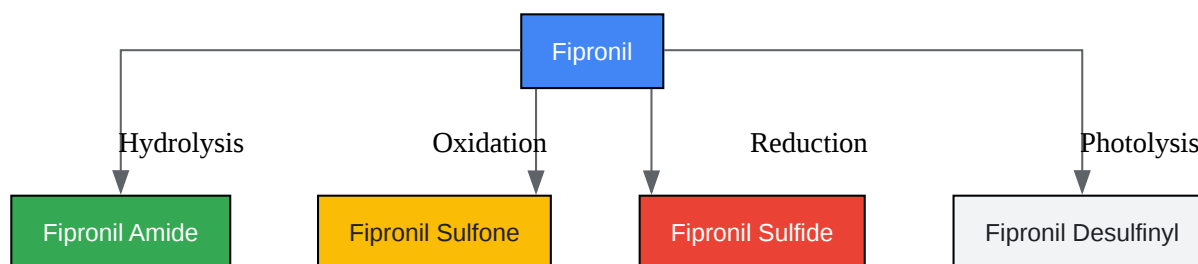 Fipronil
Hydrolysis
Oxidation
Reduction
Photolysis
Fipronil Amide
Fipronil Sulfone
Fipronil Sulfide
Fipronil Desulfinyl